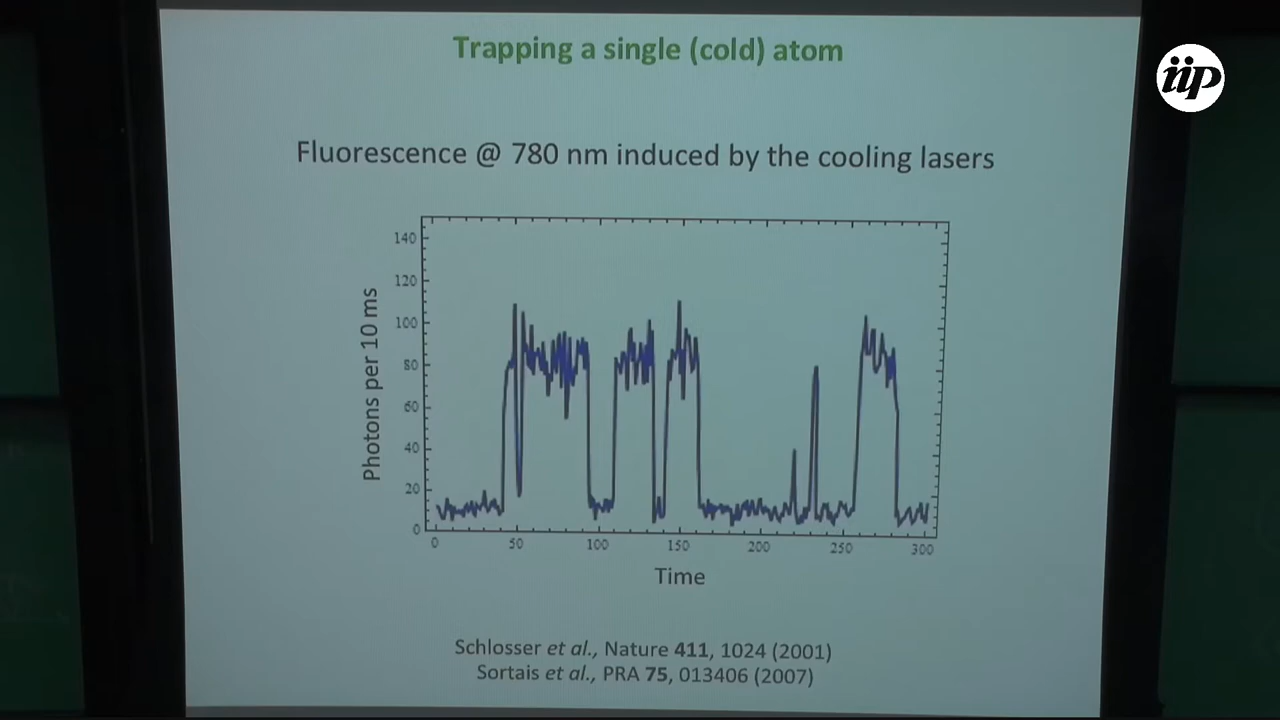 Trapping a single (cold) atom
iip
Fluorescence @ 780 nm induced by the cooling lasers
140
120
100
80
60
40
20
0
Photons per 10 ms
0 50 100 150 200 250 300
Time
Schlosser et al., Nature 411, 1024 (2001)
Sortais et al., PRA 75, 013406 (2007)